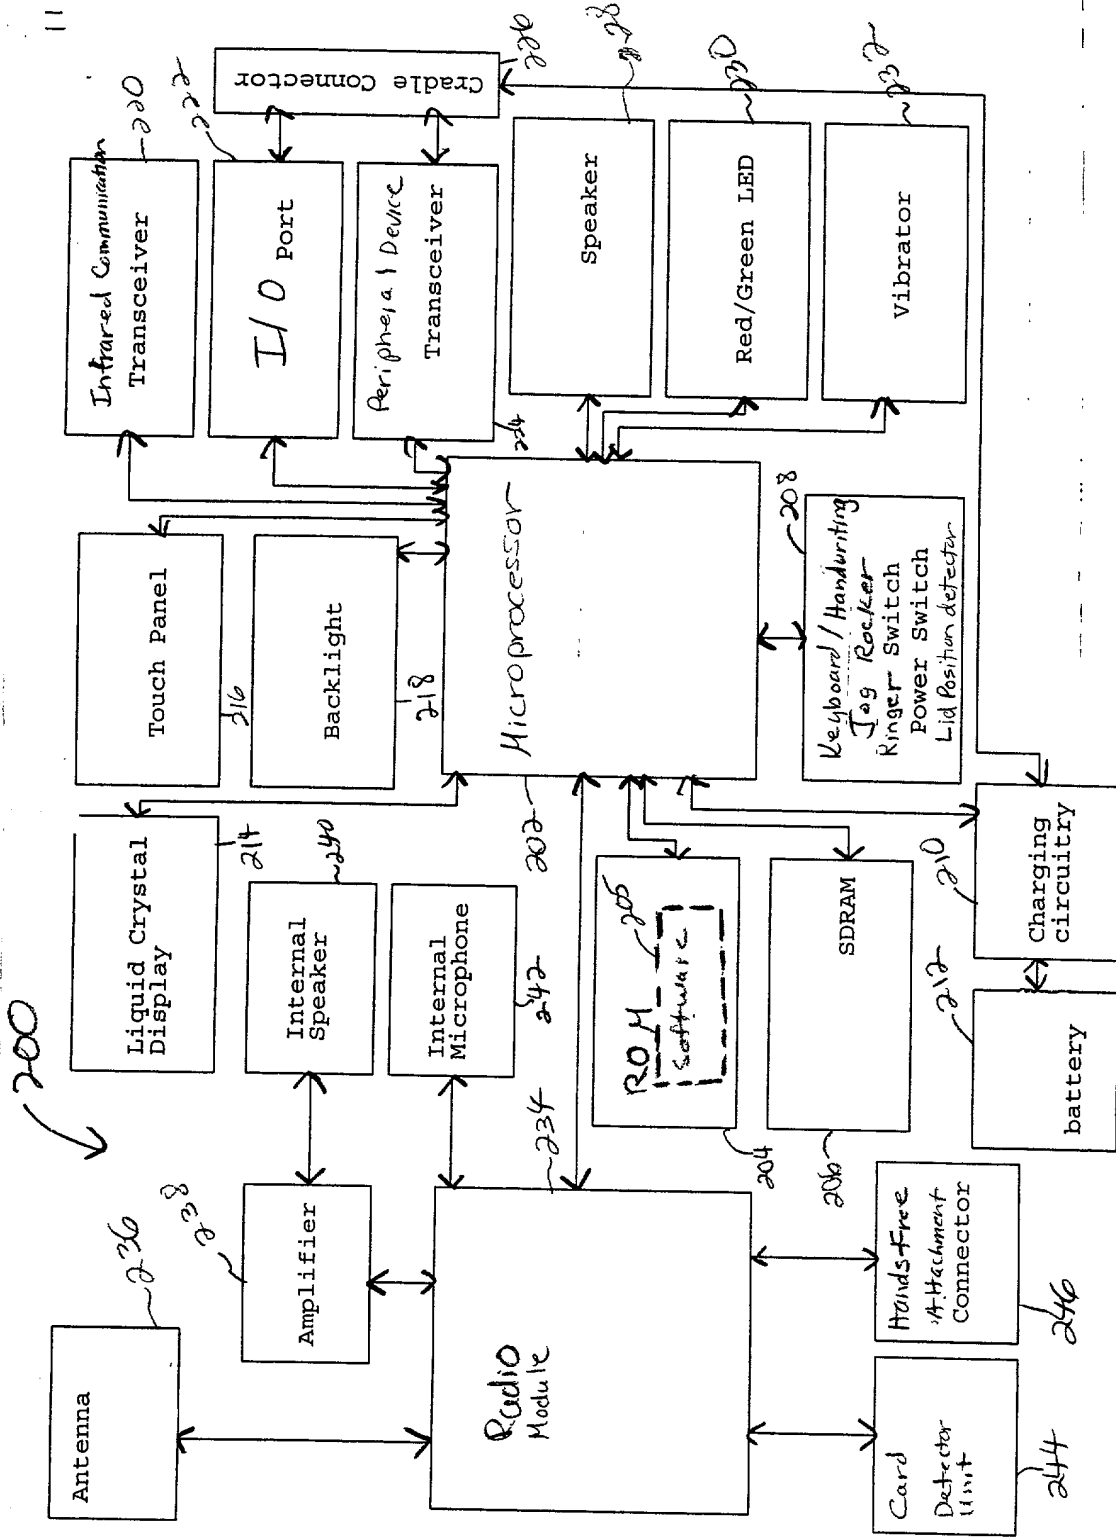 200
Antenna
236
Amplifier
238
Internal
Speaker
240
Internal
Microphone
242
Liquid Crystal
Display
214
Touch Panel
216
Backlight
218
Infrared Communication
Transceiver
220
I/O Port
222
Peripheral Device
Transceiver
224
Cradle Connector
226
Radio
Module
234
Microprocessor
202
Speaker
228
Red/Green LED
230
Vibrator
232
ROM
Software
205
204
SDRAM
206
Keyboard/Handwriting
Jog Rocker
Ringer Switch
Power Switch
Lid Position detector
208
Card
Detector
Unit
244
Hands Free
Attachment
Connector
246
battery
212
Charging
circuitry
210